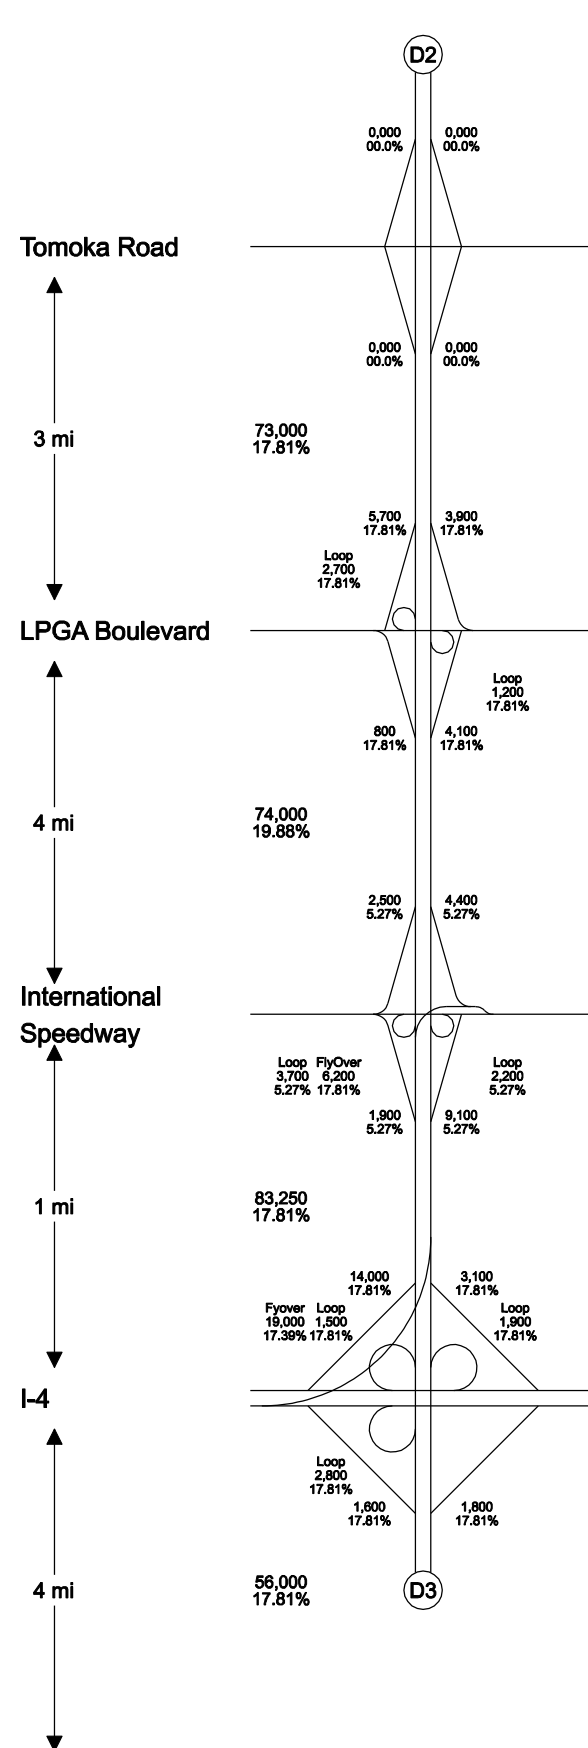 D2
0,000 0,000
00.0% 00.0%
Tomoka Road
0,000 0,000
00.0% 00.0%
3 mi
73,000
17.81%
5,700 3,900
17.81% 17.81%
Loop
2,700
17.81%
LPGA Boulevard
Loop
1,200
17.81%
800 4,100
17.81% 17.81%
4 mi
74,000
19.88%
2,500 4,400
5.27% 5.27%
International
Speedway
Loop FlyOver Loop
3,700 6,200 2,200
5.27% 17.81% 5.27%
1,900 9,100
5.27% 5.27%
1 mi
83,250
17.81%
14,000 3,100
17.81% 17.81%
Fyover Loop Loop
19,000 1,500 1,900
17.39% 17.81% 17.81%
I-4
Loop
2,800
17.81%
1,600 1,800
17.81% 17.81%
4 mi
56,000
17.81%
D3